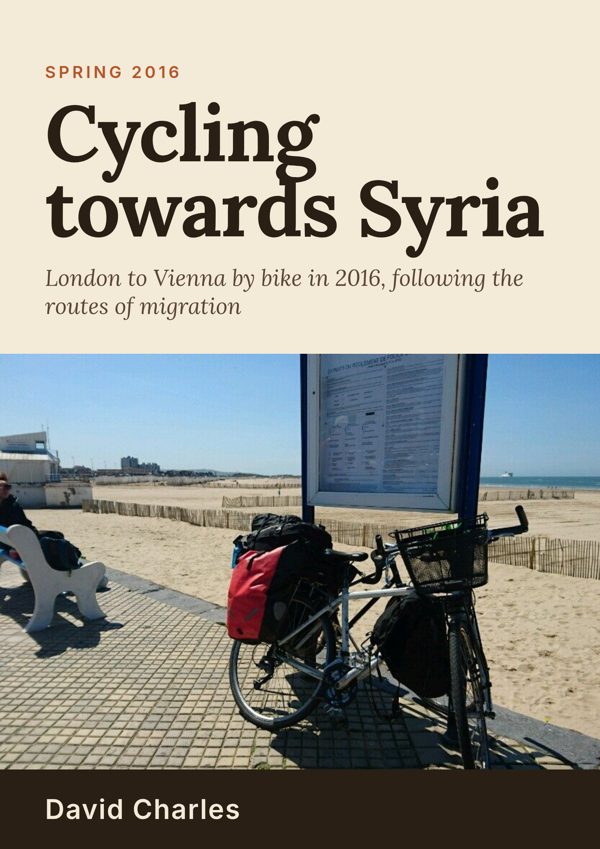 SPRING 2016
Cycling
towards Syria
London to Vienna by bike in 2016, following the
routes of migration
David Charles